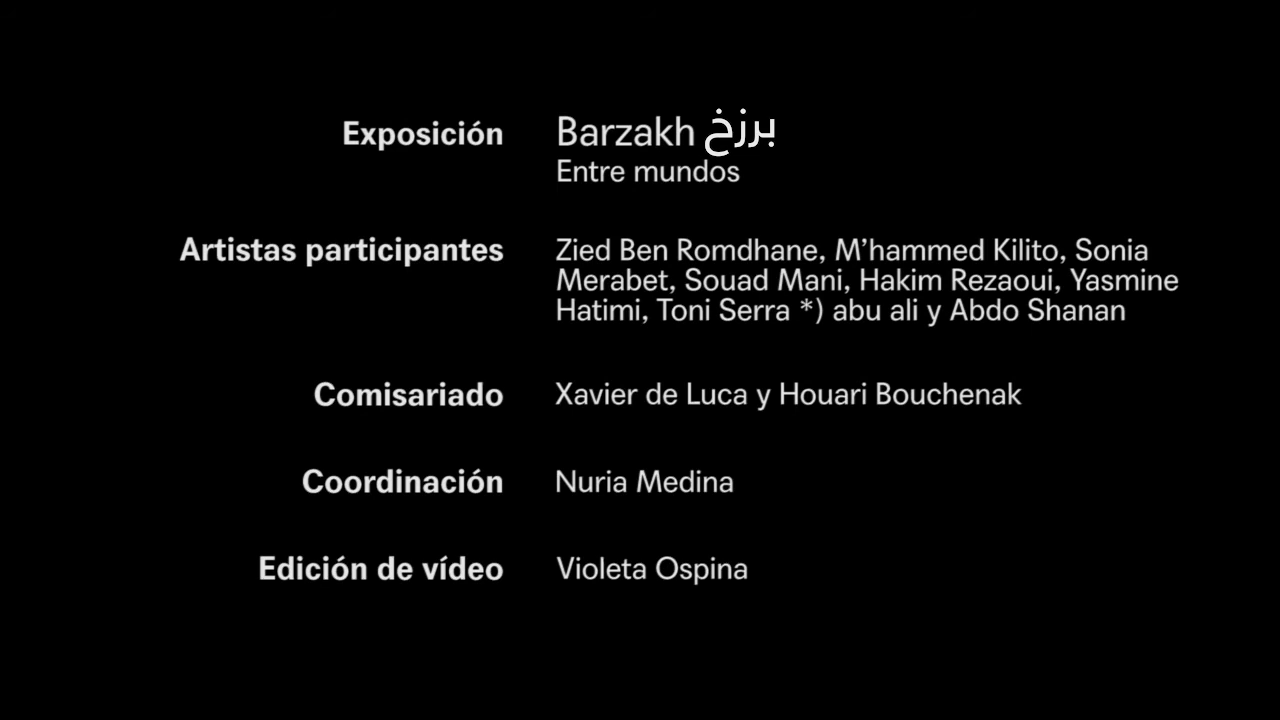 Exposición Barzakh برزخ
Entre mundos
Artistas participantes Zied Ben Romdhane, M’hammed Kilito, Sonia
Merabet, Souad Mani, Hakim Rezaoui, Yasmine
Hatimi, Toni Serra *) abu ali y Abdo Shanan
Comisariado Xavier de Luca y Houari Bouchenak
Coordinación Nuria Medina
Edición de vídeo Violeta Ospina